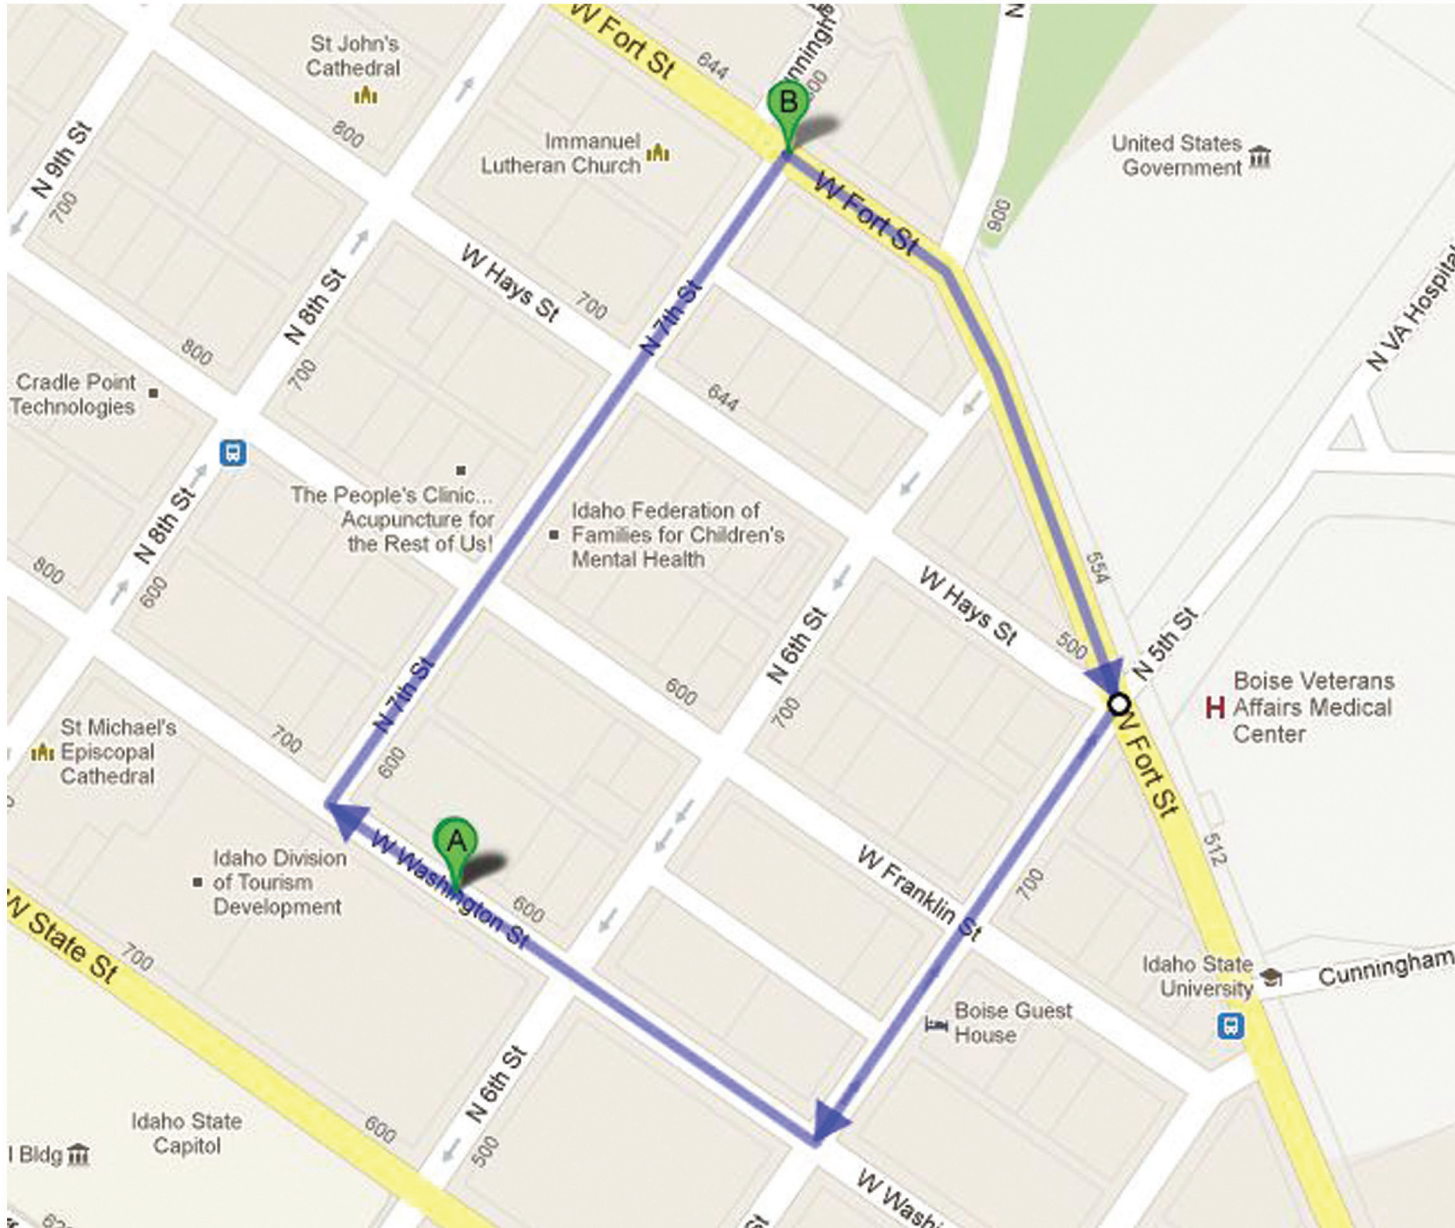 W Fort St
644
Cunningh
600
N
St John's
Cathedral
800
B
Immanuel
Lutheran Church
United States
Government
N 9th St
700
W Fort St
900
N 8th St
W Hays St
700
N 7th St
N VA Hospital
800
700
Cradle Point
Technologies
644
The People's Clinic...
Acupuncture for
the Rest of Us!
Idaho Federation of
Families for Children's
Mental Health
N 8th St
800
600
554
W Hays St
500
N 5th St
N 6th St
600
700
N 7th St
Boise Veterans
Affairs Medical
Center
St Michael's
Episcopal
Cathedral
700
600
W Fort St
A
W Washington St
600
512
Idaho Division
of Tourism
Development
W Franklin St
700
W State St
700
Idaho State
University
Cunningham
Boise Guest
House
N 6th St
500
Idaho State
Capitol
600
l Bldg
W Washi
St